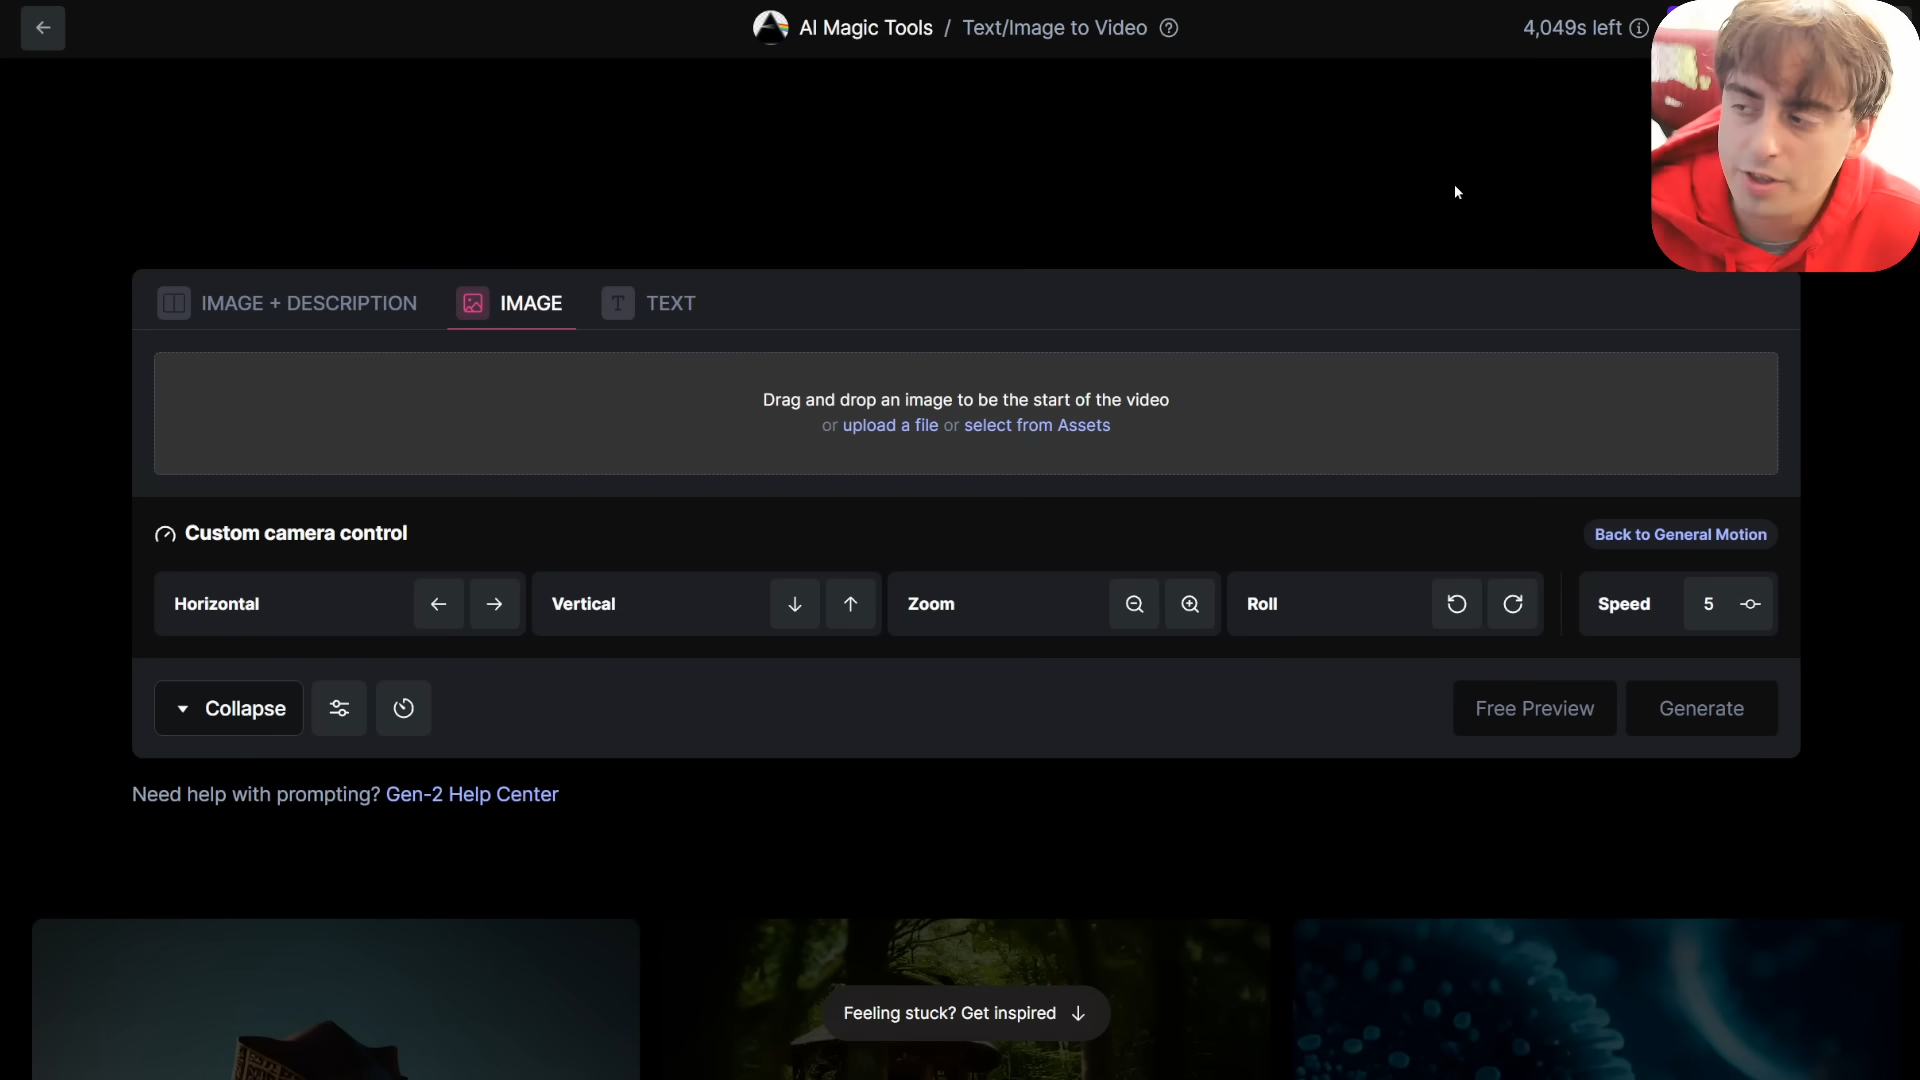 AI Magic Tools / Text/Image to Video
4,049s left
IMAGE + DESCRIPTION
IMAGE
T TEXT
Drag and drop an image to be the start of the video
or upload a file or select from Assets
Custom camera control
Back to General Motion
Horizontal
Vertical
Zoom
Roll
Speed 5
Collapse
Free Preview
Generate
Need help with prompting? Gen-2 Help Center
Feeling stuck? Get inspired